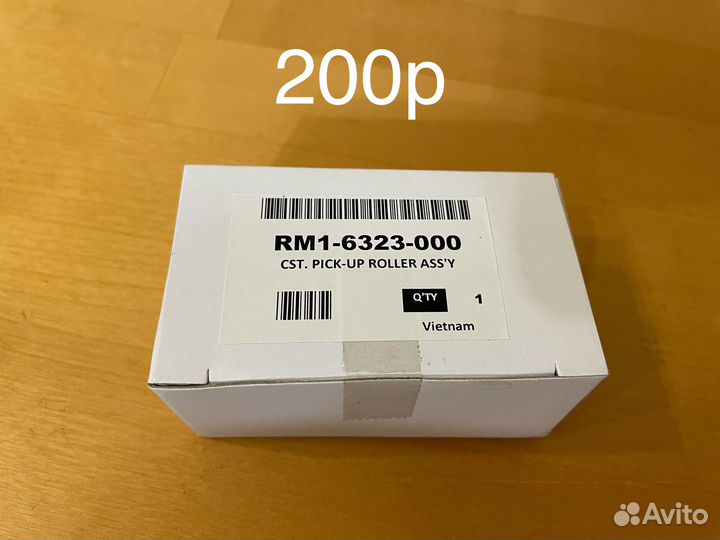 200р
RM1-6323-000
CST. PICK-UP ROLLER ASS'Y
Q'TY 1
Vietnam
Avito